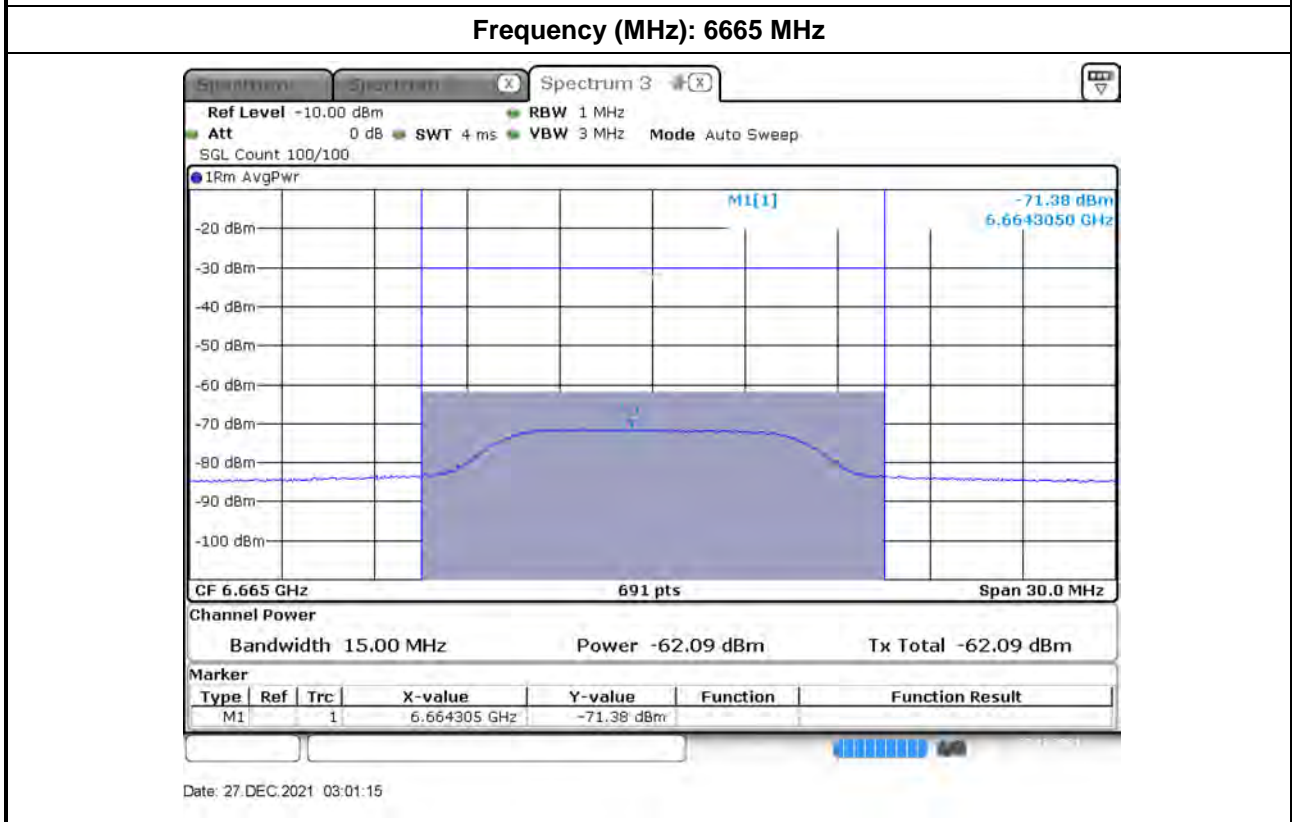 Frequency (MHz): 6665 MHz
Spectrum 3
Ref Level -10.00 dBm RBW 1 MHz
Att 0 dB SWT 4 ms VBW 3 MHz Mode Auto Sweep
SGL Count 100/100
1Rm AvgPwr
M1[1] -71.38 dBm
6.6643050 GHz
-20 dBm
-30 dBm
-40 dBm
-50 dBm
-60 dBm
-70 dBm
-80 dBm
-90 dBm
-100 dBm
CF 6.665 GHz 691 pts Span 30.0 MHz
Channel Power
Bandwidth 15.00 MHz Power -62.09 dBm Tx Total -62.09 dBm
Marker
Type Ref Trc X-value Y-value Function Function Result
M1 1 6.664305 GHz -71.38 dBm
Date: 27.DEC.2021 03:01:15